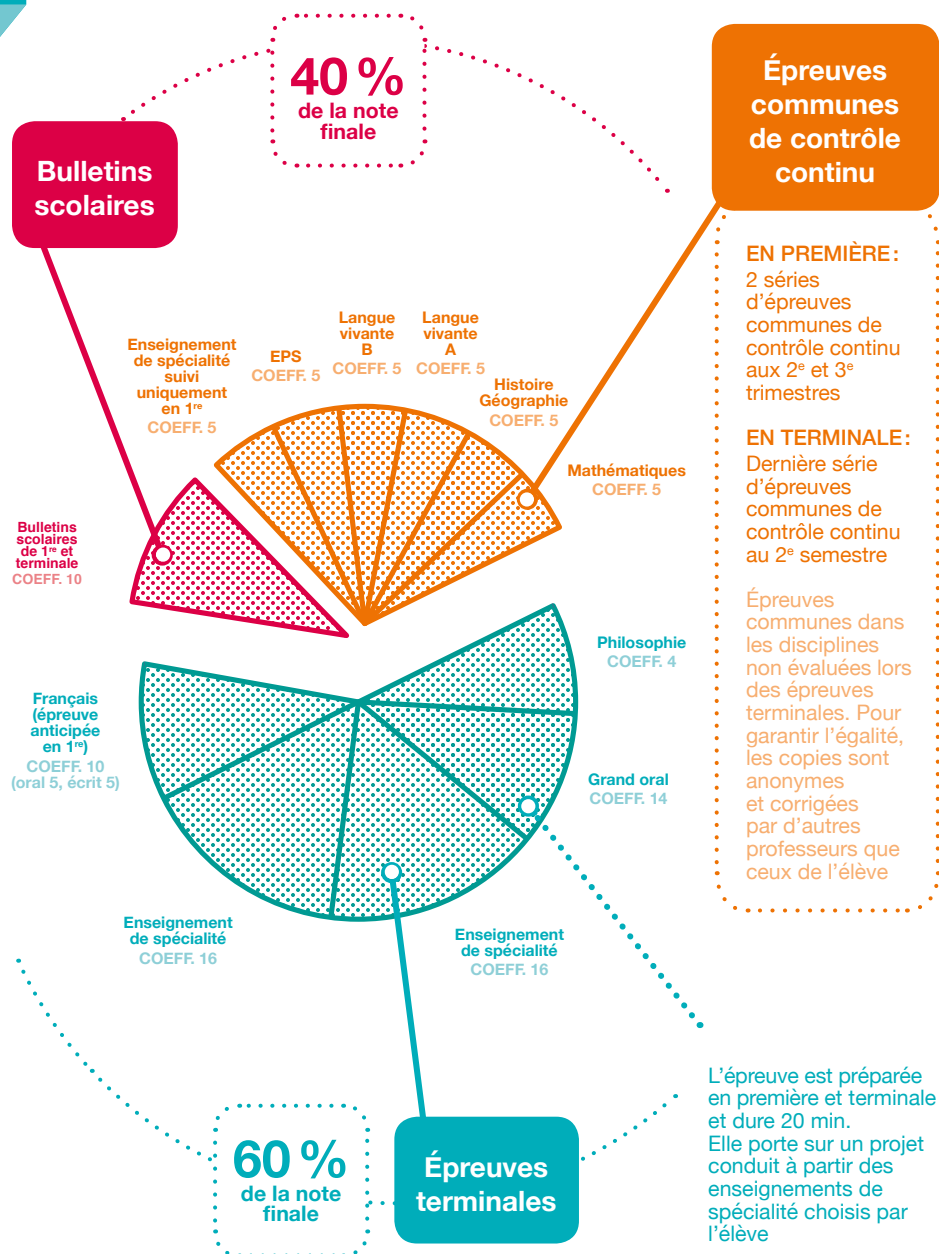 40 %
de la note
finale
Bulletins
scolaires
Épreuves
communes
de contrôle
continu
EN PREMIÈRE :
2 séries
d’épreuves
communes de
contrôle continu
aux 2e et 3e
trimestres
EN TERMINALE :
Dernière série
d’épreuves
communes de
contrôle continu
au 2e semestre
Épreuves
communes dans
les disciplines
non évaluées lors
des épreuves
terminales. Pour
garantir l’égalité,
les copies sont
anonymes
et corrigées
par d’autres
professeurs que
ceux de l’élève
Enseignement
de spécialité
suivi
uniquement
en 1re
COEFF. 5
EPS
COEFF. 5
Langue
vivante
B
COEFF. 5
Langue
vivante
A
COEFF. 5
Histoire
Géographie
COEFF. 5
Mathématiques
COEFF. 5
Bulletins
scolaires
de 1re et
terminale
COEFF. 10
Philosophie
COEFF. 4
Français
(épreuve
anticipée
en 1re)
COEFF. 10
(oral 5, écrit 5)
Grand oral
COEFF. 14
Enseignement
de spécialité
COEFF. 16
Enseignement
de spécialité
COEFF. 16
60 %
de la note
finale
Épreuves
terminales
L’épreuve est préparée
en première et terminale
et dure 20 min.
Elle porte sur un projet
conduit à partir des
enseignements de
spécialité choisis par
l’élève